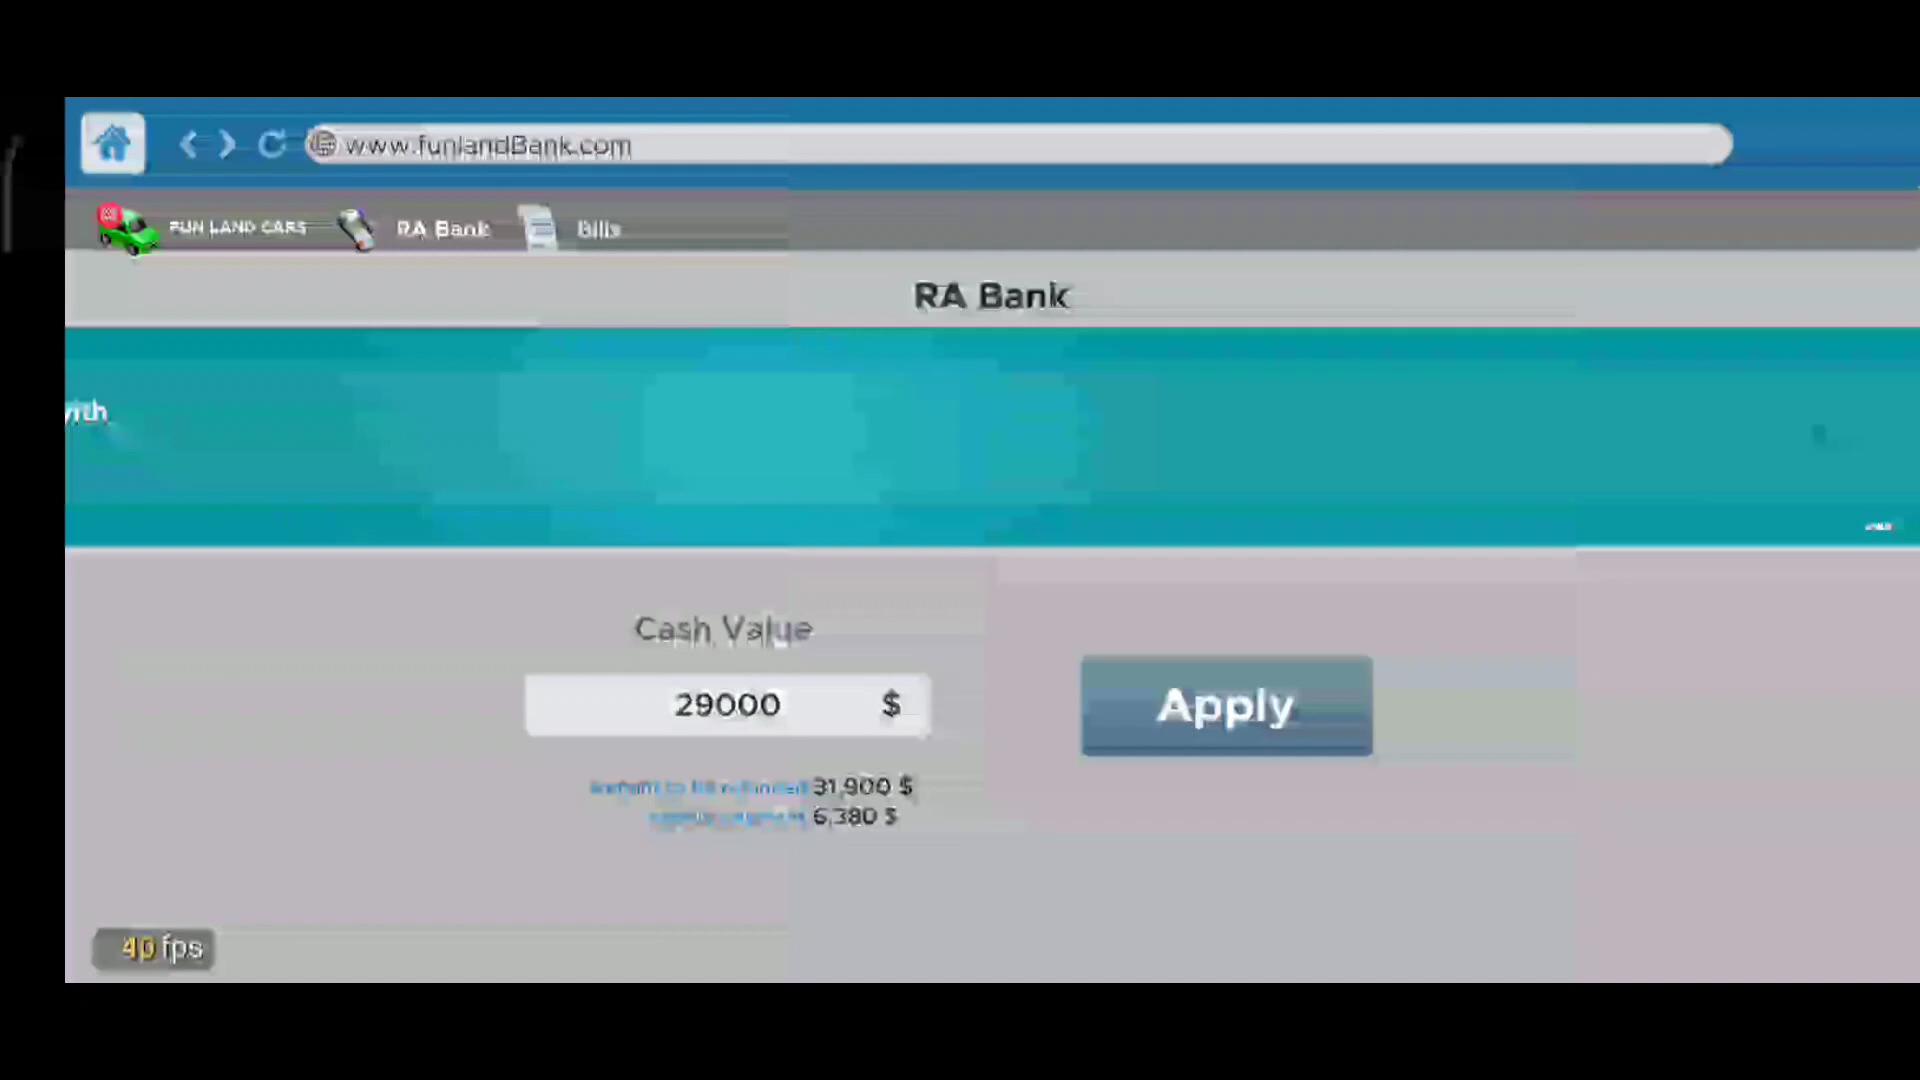 www.funlandBank.com
FUN LAND CARS RA Bank Bills
RA Bank
with
Cash Value
29000 $
Apply
31,900 $
6,380 $
40 fps